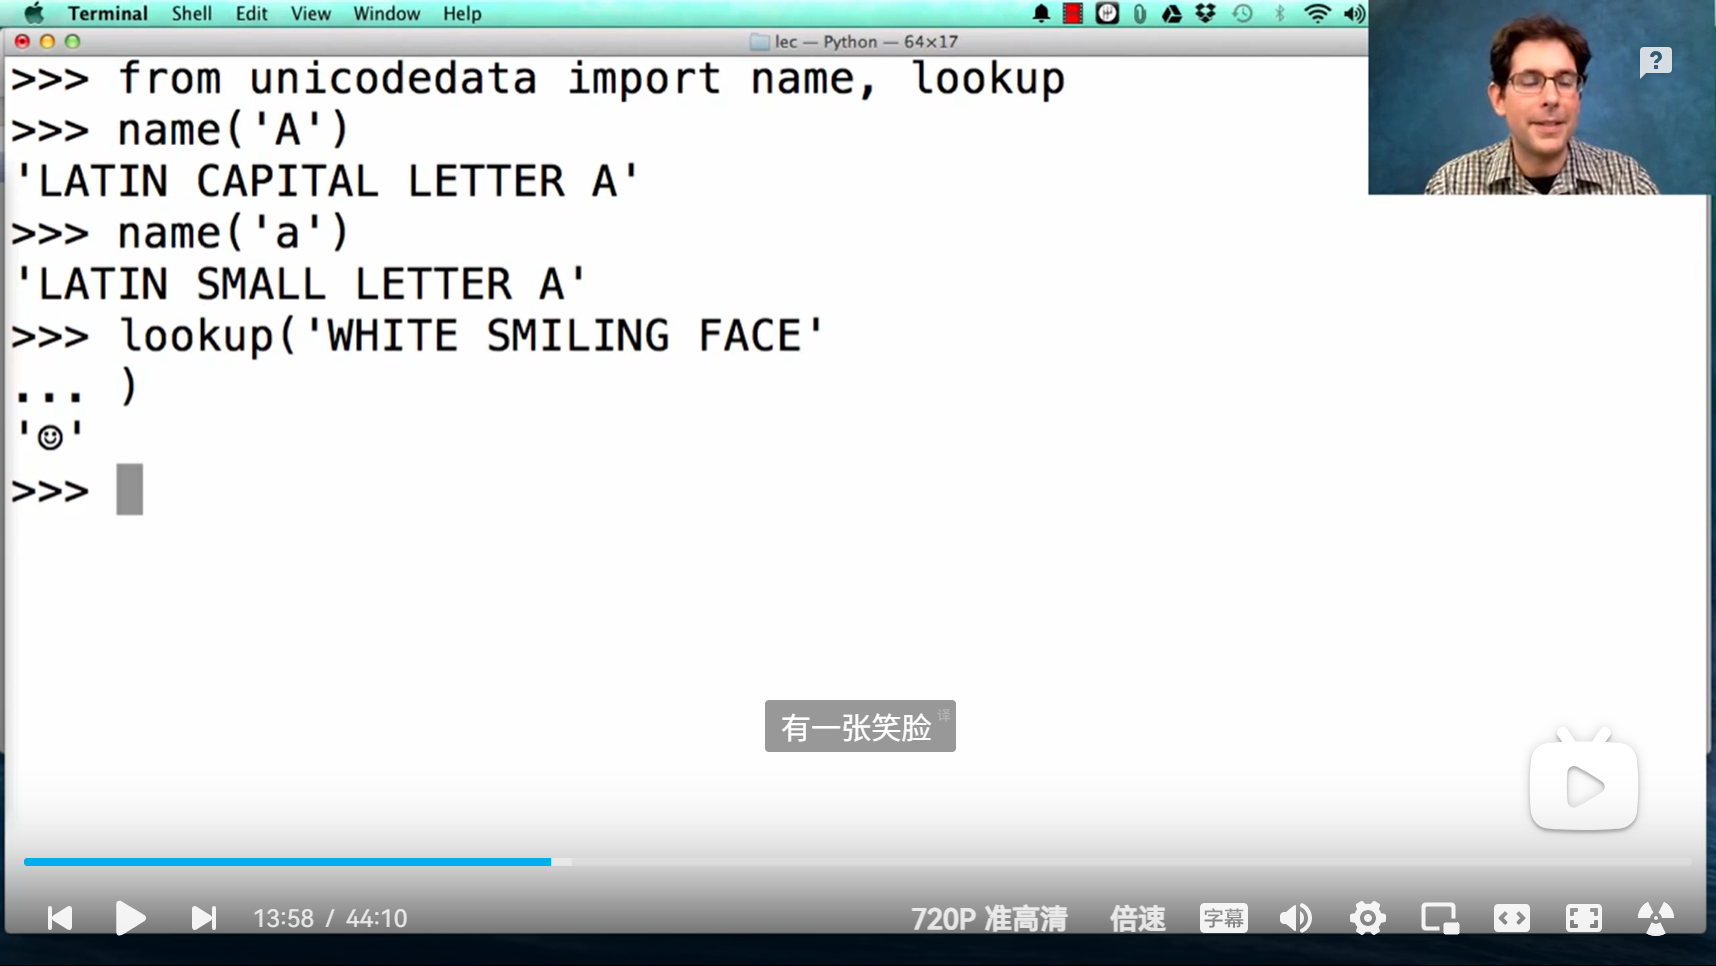 Terminal Shell Edit View Window Help
lec — Python — 64×17
>>> from unicodedata import name, lookup
>>> name('A')
'LATIN CAPITAL LETTER A'
>>> name('a')
'LATIN SMALL LETTER A'
>>> lookup('WHITE SMILING FACE'
... )
'☺'
>>>
有一张笑脸 译
13:58 / 44:10 720P 准高清 倍速 字幕